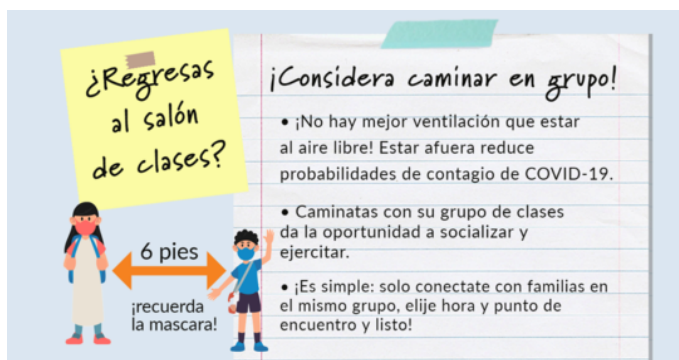 ¿Regresas
al salón
de clases?
¡Considera caminar en grupo!
• ¡No hay mejor ventilación que estar
al aire libre! Estar afuera reduce
probabilidades de contagio de COVID-19.
• Caminatas con su grupo de clases
da la oportunidad a socializar y
ejercitar.
• ¡Es simple: solo conectate con familias en
el mismo grupo, elije hora y punto de
encuentro y listo!
6 pies
¡recuerda
la mascara!